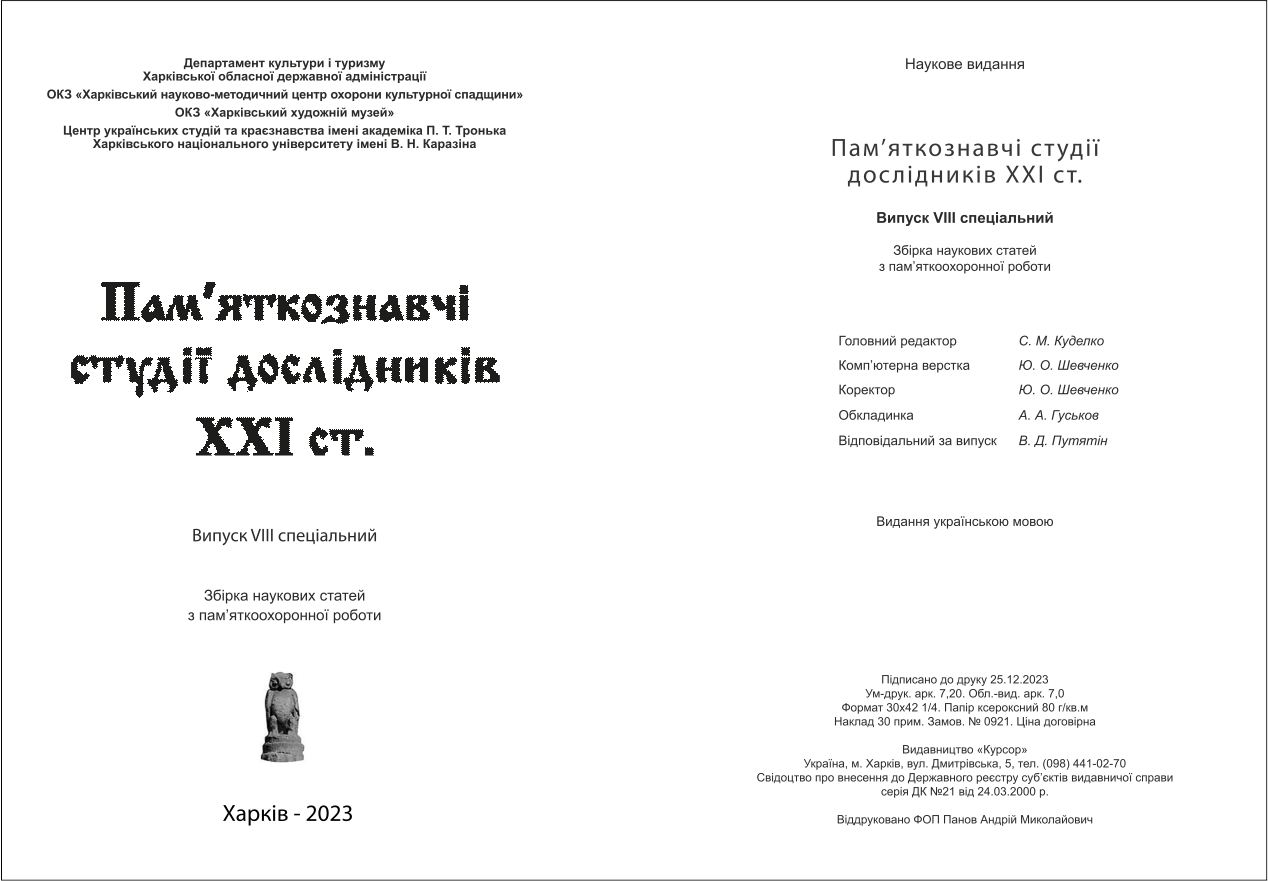 Департамент культури і туризму
Харківської обласної державної адміністрації
ОКЗ «Харківський науково-методичний центр охорони культурної спадщини»
ОКЗ «Харківський художній музей»
Центр українських студій та краєзнавства імені академіка П. Т. Тронька
Харківського національного університету імені В. Н. Каразіна
Пам’яткознавчі
студії дослідників
XXI ст.
Випуск VIII спеціальний
Збірка наукових статей
з пам’яткоохоронної роботи
Харків - 2023
Наукове видання
Пам’яткознавчі студії
дослідників XXI ст.
Випуск VIII спеціальний
Збірка наукових статей
з пам’яткоохоронної роботи
Головний редактор С. М. Куделко
Комп’ютерна верстка Ю. О. Шевченко
Коректор Ю. О. Шевченко
Обкладинка А. А. Гуськов
Відповідальний за випуск В. Д. Путятін
Видання українською мовою
Підписано до друку 25.12.2023
Ум-друк. арк. 7,20. Обл.-вид. арк. 7,0
Формат 30х42 1/4. Папір ксероксний 80 г/кв.м
Наклад 30 прим. Замов. № 0921. Ціна договірна
Видавництво «Курсор»
Україна, м. Харків, вул. Дмитрівська, 5, тел. (098) 441-02-70
Свідоцтво про внесення до Державного реєстру суб’єктів видавничої справи
серія ДК №21 від 24.03.2000 р.
Віддруковано ФОП Панов Андрій Миколайович